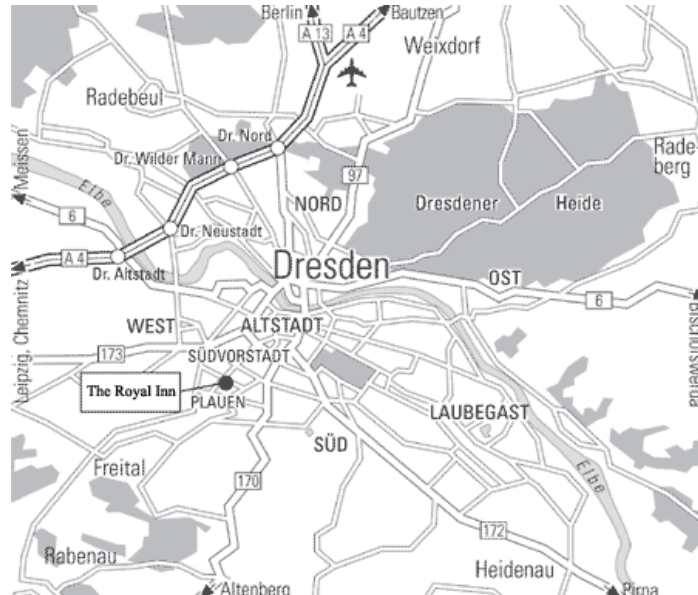 Berlin
Bautzen
A 13
A 4
Weixdorf
Radebeul
Dr. Nord
Dr. Wilder Mann
Rade-
berg
Meissen
97
Elbe
NORD
Dresdener
Heide
6
Dr. Neustadt
A 4
Dr. Altstadt
Dresden
OST
6
Leipzig, Chemnitz
WEST
ALTSTADT
Bischofswerda
173
SÜDVORSTADT
The Royal Inn
PLAUEN
LAUBEGAST
SÜD
Freital
170
Elbe
172
Rabenau
Heidenau
Altenberg
Pirna